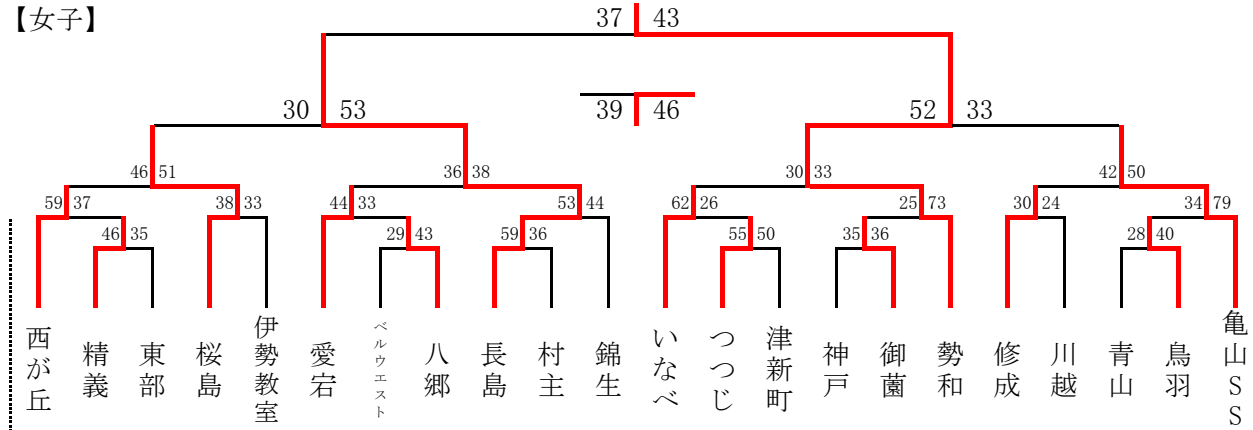 【女子】
37 43
39 46
30 53
52 33
46 51
36 38
30 33
42 50
59 37
38 33
44 33
53 44
62 26
25 73
30 24
34 79
46 35
29 43
59 36
55 50
35 36
28 40
西が丘
精義
東部
桜島
伊勢教室
愛宕
ベルウエスト
八郷
長島
村主
錦生
いなべ
つつじ
津新町
神戸
御薗
勢和
修成
川越
青山
鳥羽
亀山SS